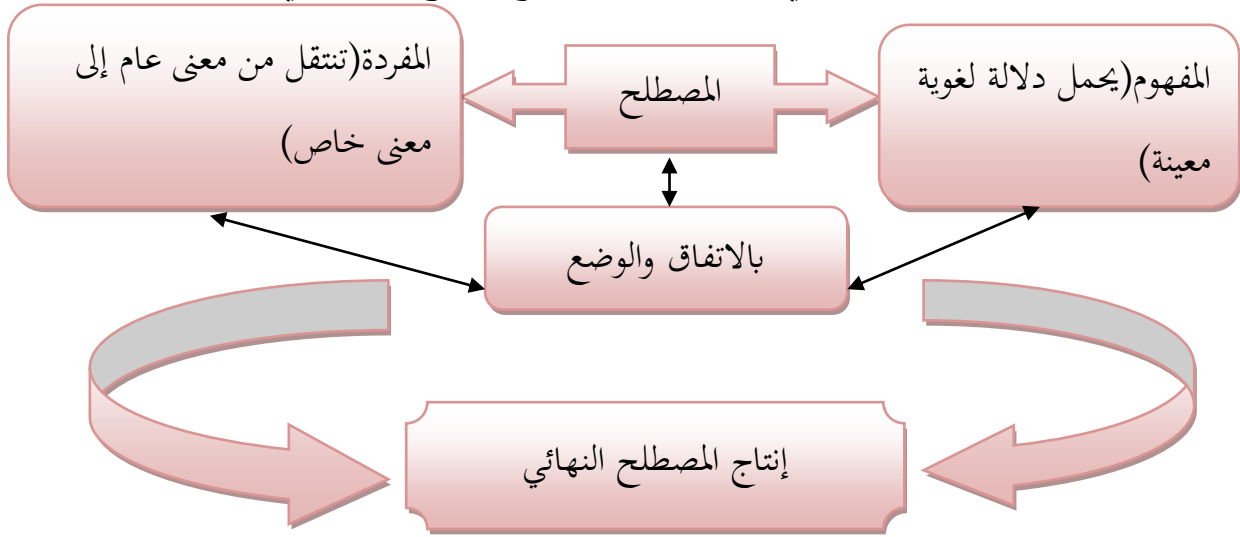 المفهوم(يحمل دلالة لغوية
معينة)
المصطلح
المفردة(تنتقل من معنى عام إلى
معنى خاص)
بالاتفاق والوضع
إنتاج المصطلح النهائي